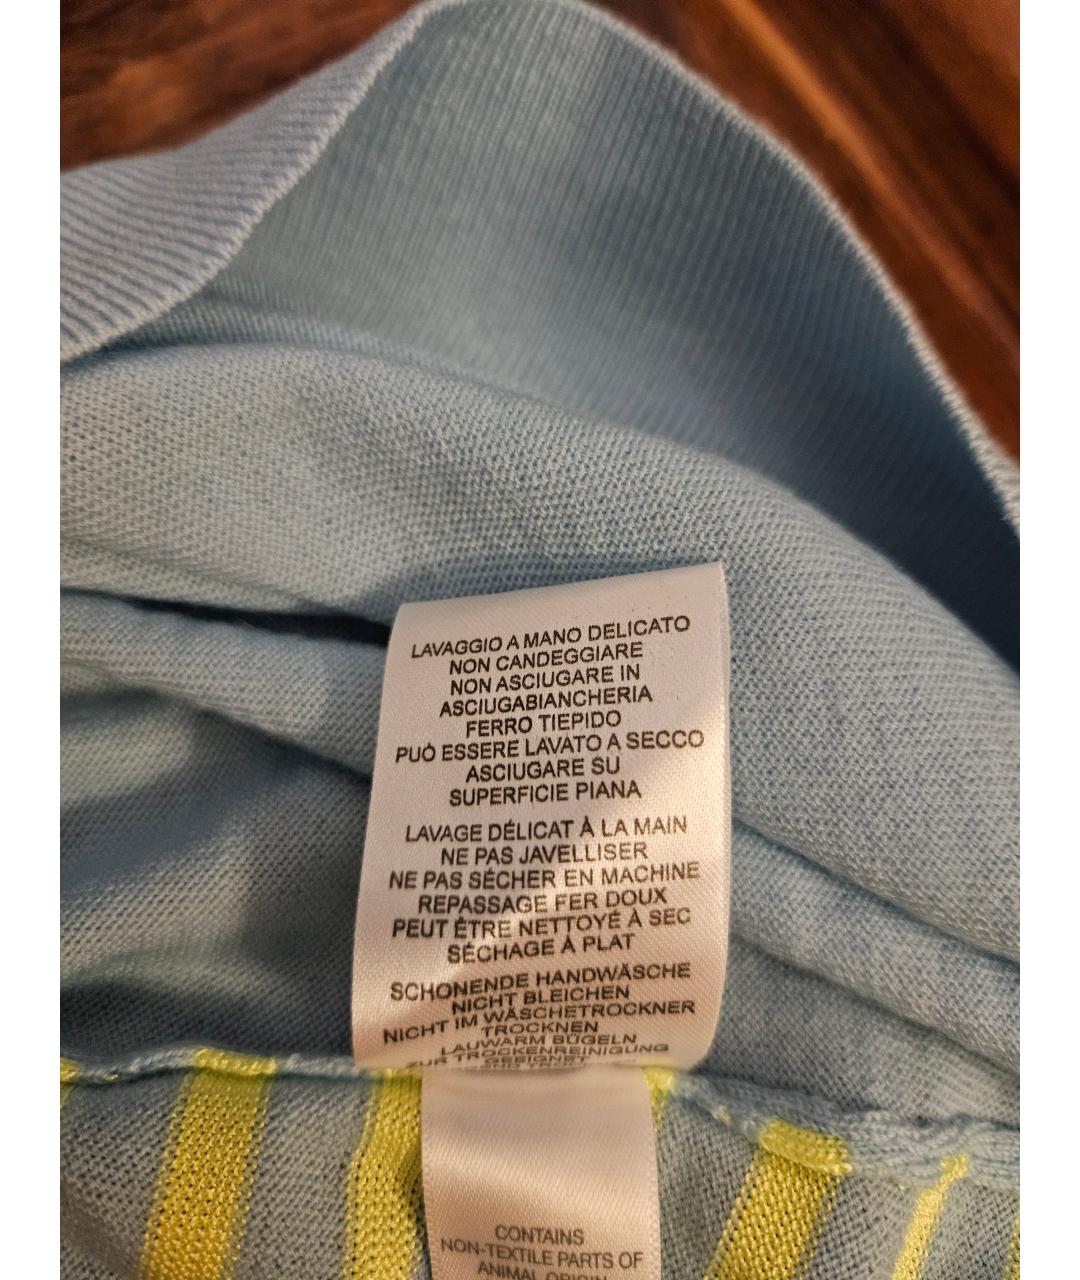 LAVAGGIO A MANO DELICATO
NON CANDEGGIARE
NON ASCIUGARE IN
ASCIUGABIANCHERIA
FERRO TIEPIDO
PUÒ ESSERE LAVATO A SECCO
ASCIUGARE SU
SUPERFICIE PIANA
LAVAGE DÉLICAT À LA MAIN
NE PAS JAVELLISER
NE PAS SÉCHER EN MACHINE
REPASSAGE FER DOUX
PEUT ÊTRE NETTOYÉ À SEC
SÉCHAGE À PLAT
SCHONENDE HANDWÄSCHE
NICHT BLEICHEN
NICHT IM WÄSCHETROCKNER
TROCKNEN
LAUWARM BÜGELN
ZUR TROCKENREINIGUNG
GEEIGNET
CONTAINS
NON-TEXTILE PARTS OF
ANIMAL ORIGIN